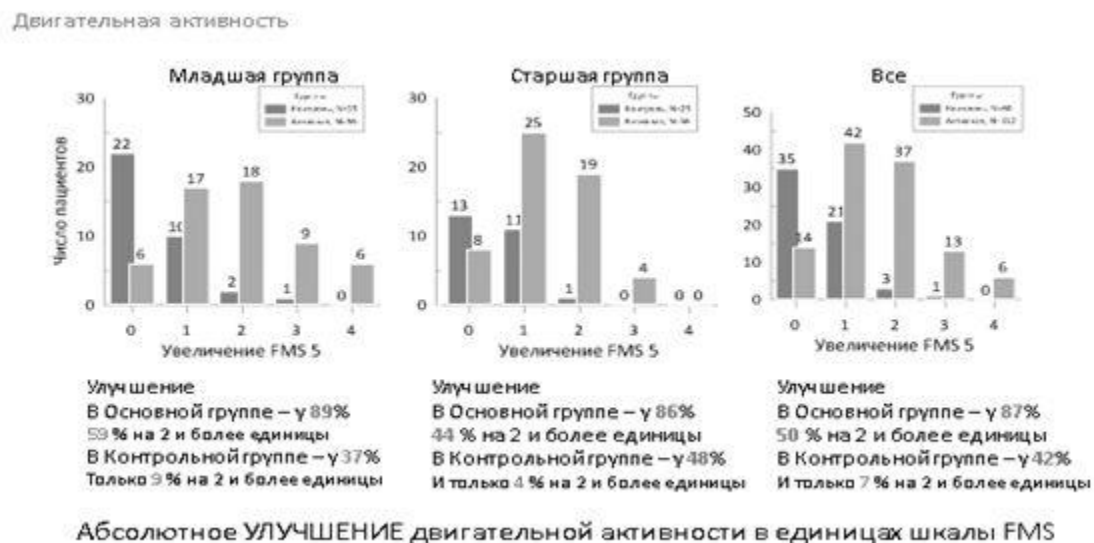 Двигательная активность
Младшая группа
Старшая группа
Все
Число пациентов
30
20
10
0
22
6
10
17
2
18
1
9
0
6
0 1 2 3 4
Увеличение FMS 5
30
20
10
0
13
8
11
25
1
19
0
4
0
0
0 1 2 3 4
Увеличение FMS 5
50
40
30
20
10
0
35
14
21
42
3
37
1
13
0
6
0 1 2 3 4
Увеличение FMS 5
Улучшение
В Основной группе – у 89%
59 % на 2 и более единицы
В Контрольной группе – у 37%
Только 9 % на 2 и более единицы
Улучшение
В Основной группе – у 86%
44 % на 2 и более единицы
В Контрольной группе – у 48%
И только 4 % на 2 и более единицы
Улучшение
В Основной группе – у 87%
50 % на 2 и более единицы
В Контрольной группе – у 42%
И только 7 % на 2 и более единицы
Абсолютное УЛУЧШЕНИЕ двигательной активности в единицах шкалы FMS